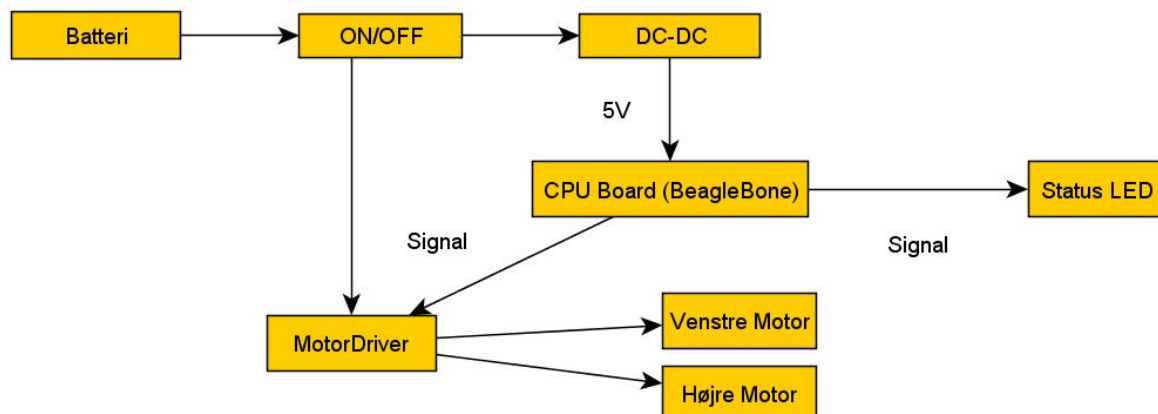 Batteri
ON/OFF
DC-DC
5V
CPU Board (BeagleBone)
Status LED
Signal
Signal
Venstre Motor
MotorDriver
Højre Motor